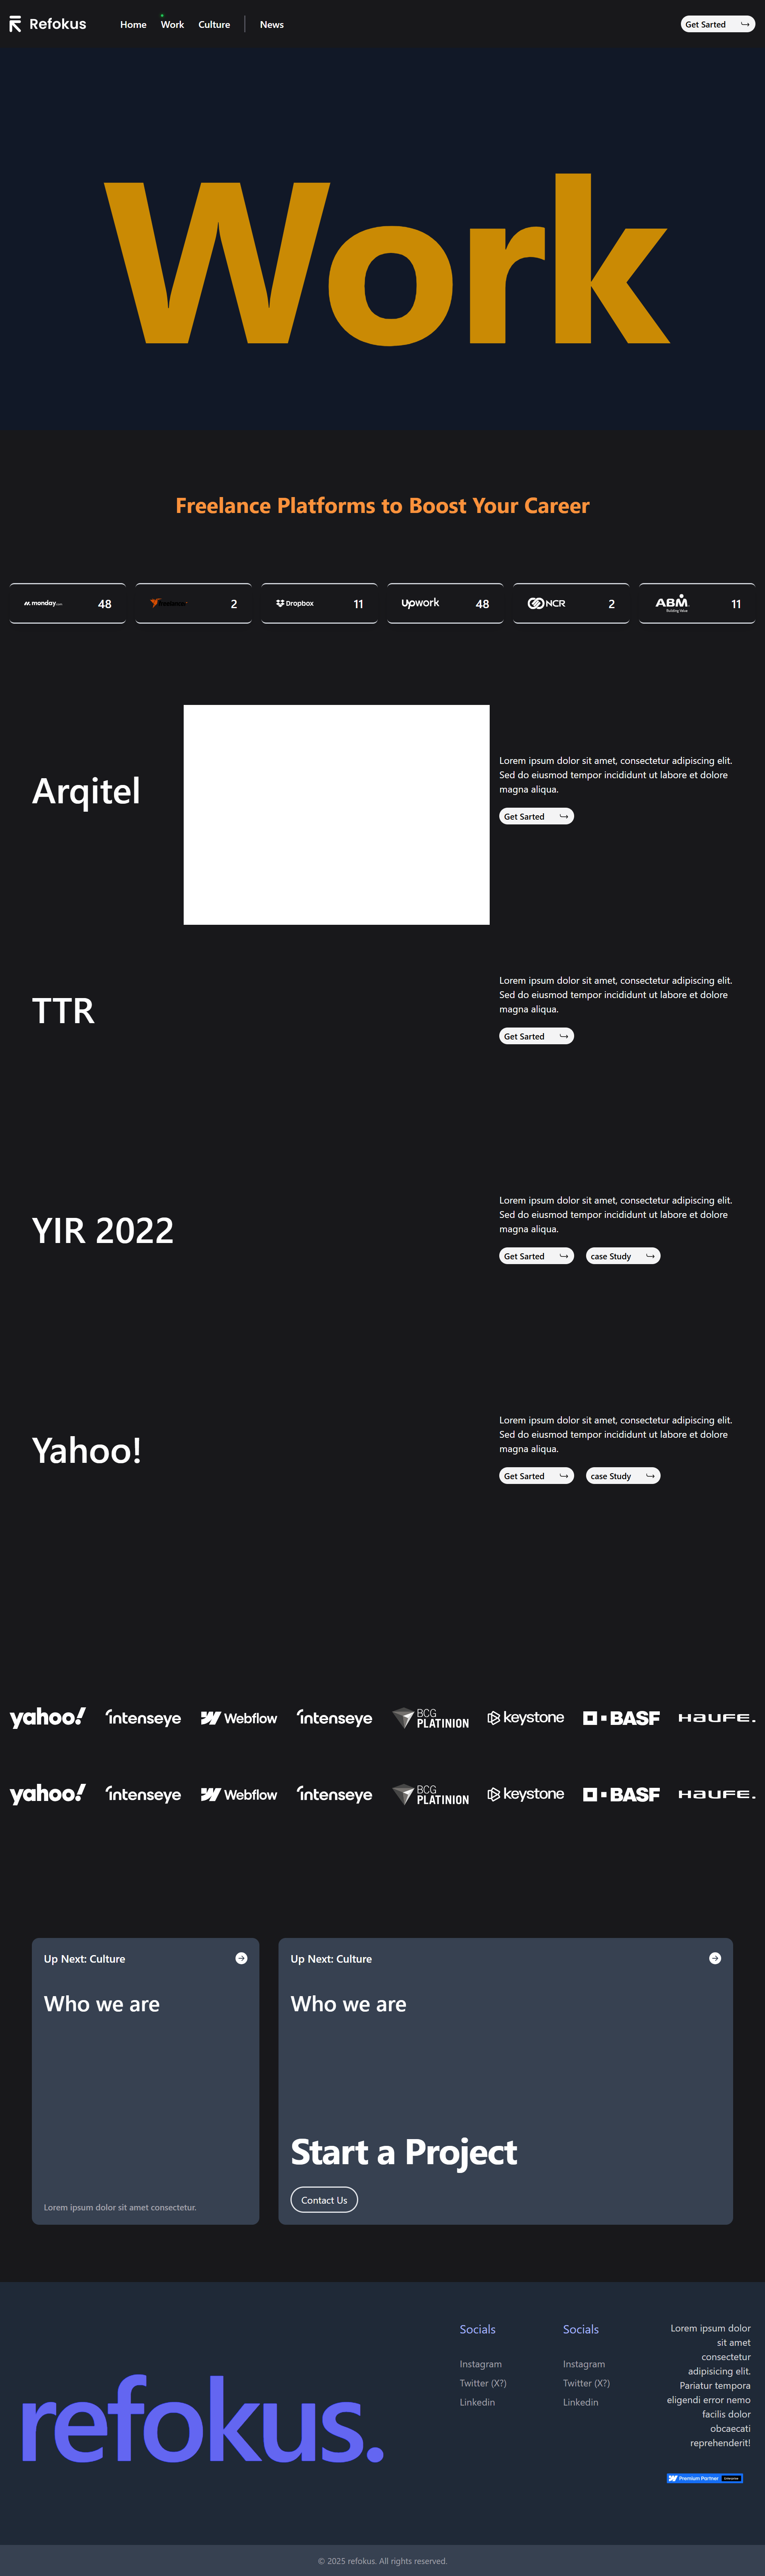 Refokus
Home
Work
Culture
News
Get Sarted
Work
Freelance Platforms to Boost Your Career
monday.com 48
freelancer 2
Dropbox 11
upwork 48
NCR 2
ABM Building Value 11
Arqitel
Lorem ipsum dolor sit amet, consectetur adipiscing elit.
Sed do eiusmod tempor incididunt ut labore et dolore
magna aliqua.
Get Sarted
TTR
Lorem ipsum dolor sit amet, consectetur adipiscing elit.
Sed do eiusmod tempor incididunt ut labore et dolore
magna aliqua.
Get Sarted
YIR 2022
Lorem ipsum dolor sit amet, consectetur adipiscing elit.
Sed do eiusmod tempor incididunt ut labore et dolore
magna aliqua.
Get Sarted
case Study
Yahoo!
Lorem ipsum dolor sit amet, consectetur adipiscing elit.
Sed do eiusmod tempor incididunt ut labore et dolore
magna aliqua.
Get Sarted
case Study
yahoo!
intenseye
Webflow
intenseye
BCG
PLATINION
keystone
BASF
HAUFE.
yahoo!
intenseye
Webflow
intenseye
BCG
PLATINION
keystone
BASF
HAUFE.
Up Next: Culture
Who we are
Lorem ipsum dolor sit amet consectetur.
Up Next: Culture
Who we are
Start a Project
Contact Us
refokus.
Socials
Instagram
Twitter (X?)
Linkedin
Socials
Instagram
Twitter (X?)
Linkedin
Lorem ipsum dolor
sit amet
consectetur
adipisicing elit.
Pariatur tempora
eligendi error nemo
facilis dolor
obcaecati
reprehenderit!
Premium Partner Enterprise
© 2025 refokus. All rights reserved.